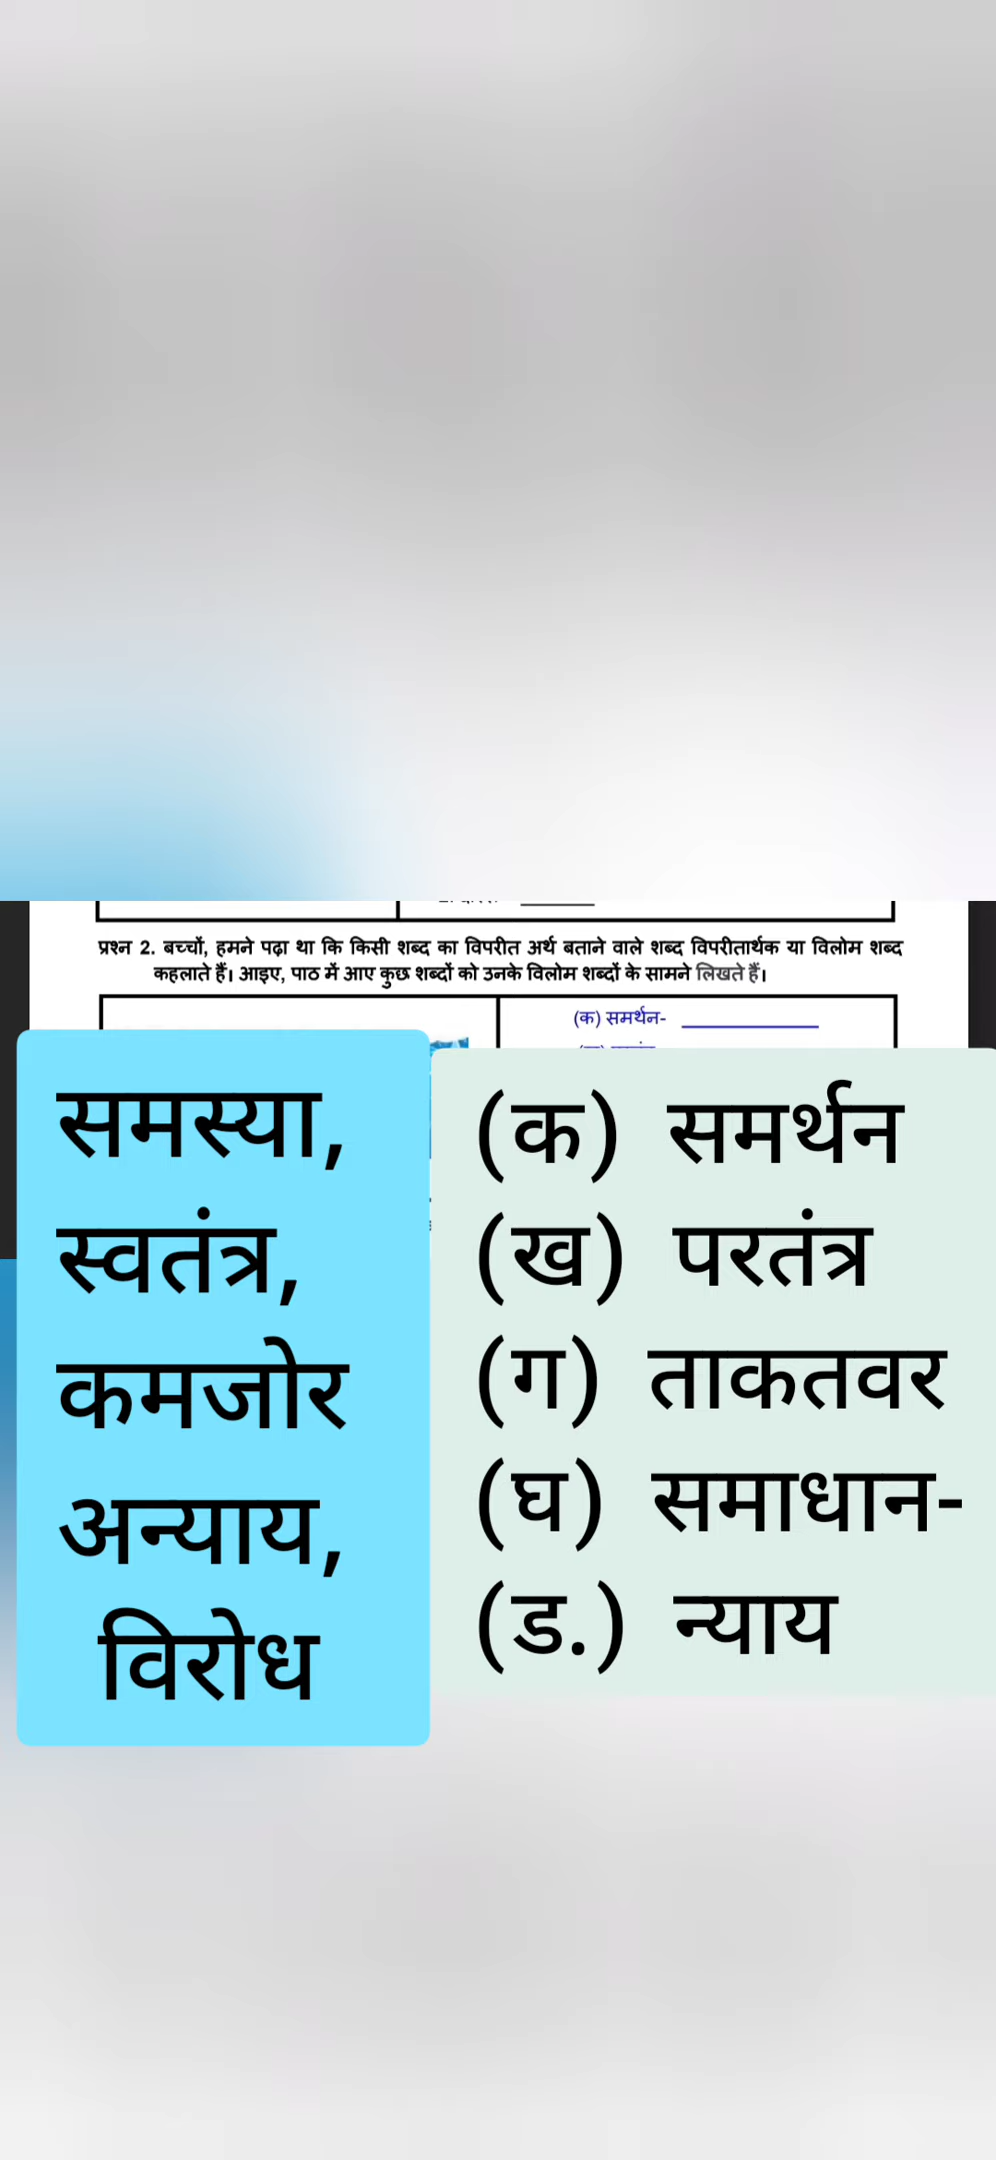 प्रश्न 2. बच्चों, हमने पढ़ा था कि किसी शब्द का विपरीत अर्थ बताने वाले शब्द विपरीतार्थक या विलोम शब्द
कहलाते हैं। आइए, पाठ में आए कुछ शब्दों को उनके विलोम शब्दों के सामने लिखते हैं।
(क) समर्थन-
समस्या,
स्वतंत्र,
कमजोर
अन्याय,
विरोध
(क) समर्थन
(ख) परतंत्र
(ग) ताकतवर
(घ) समाधान-
(ड.) न्याय